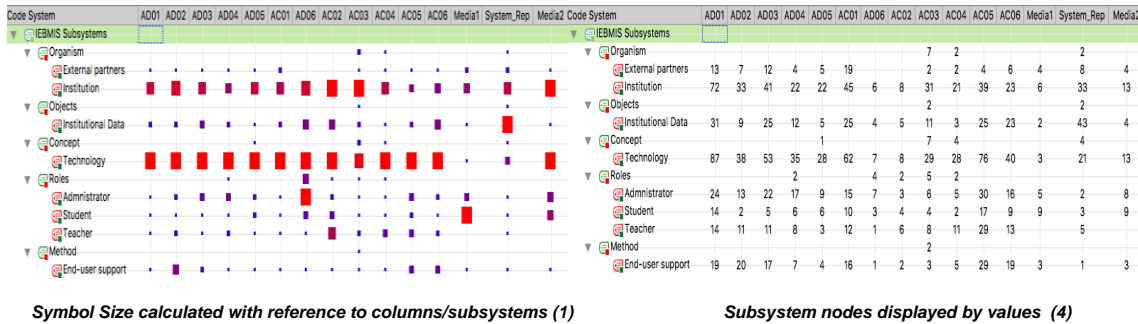 Code System AD01 AD02 AD03 AD04 AD05 AC01 AD06 AC02 AC03 AC04 AC05 AC06 Media1 System_Rep Media2
IEBMIS Subsystems
Organism
External partners
Institution
Objects
Institutional Data
Concept
Technology
Roles
Admnistrator
Student
Teacher
Method
End-user support
Symbol Size calculated with reference to columns/subsystems (1)
Code System AD01 AD02 AD03 AD04 AD05 AC01 AD06 AC02 AC03 AC04 AC05 AC06 Media1 System_Rep Media
IEBMIS Subsystems
Organism 7 2 2
External partners 13 7 12 4 5 19 2 2 4 6 4 8 4
Institution 72 33 41 22 22 45 6 8 31 21 39 23 6 33 13
Objects 2 2
Institutional Data 31 9 25 12 5 25 4 5 11 3 25 23 2 43 4
Concept 1 7 4 4
Technology 87 38 53 35 28 62 7 8 29 28 76 40 3 21 13
Roles 2 4 2 5 2
Admnistrator 24 13 22 17 9 15 7 3 6 5 30 16 5 2 8
Student 14 2 5 6 6 10 3 4 4 2 17 9 9 3 9
Teacher 14 11 11 8 3 12 1 6 8 11 29 13 5
Method 2
End-user support 19 20 17 7 4 16 1 2 3 5 29 19 3 1 3
Subsystem nodes displayed by values (4)